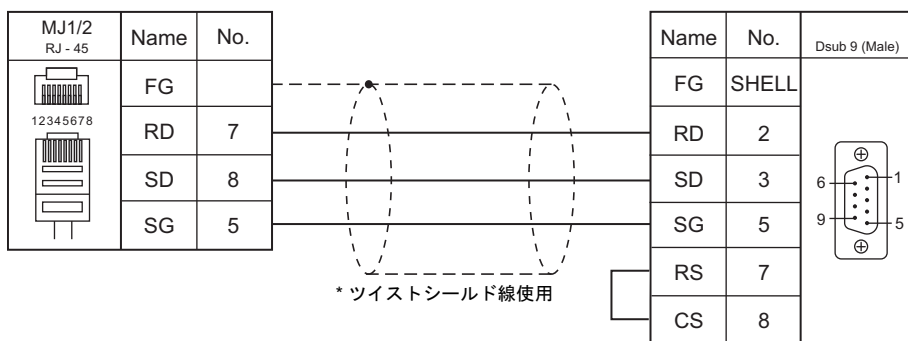 MJ1/2 Name No.
RJ - 45
FG
12345678
RD 7
SD 8
SG 5
* ツイストシールド線使用
Name No. Dsub 9 (Male)
FG SHELL
RD 2
SD 3
SG 5
RS 7
CS 8
6 1
9 5